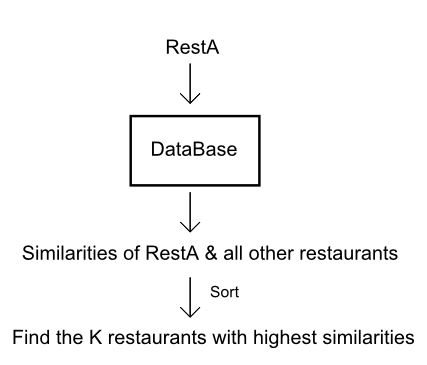 RestA
DataBase
Similarities of RestA & all other restaurants
Sort
Find the K restaurants with highest similarities